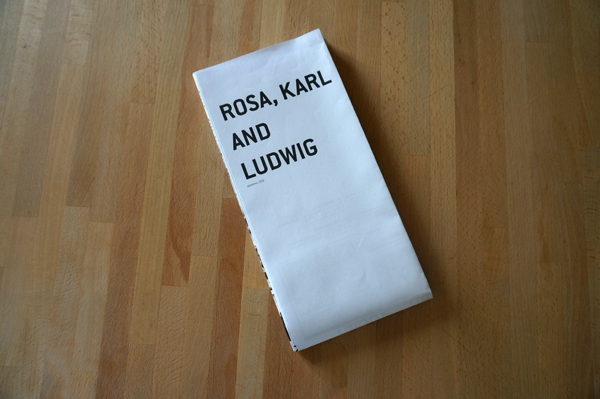 ROSA, KARL
AND
LUDWIG